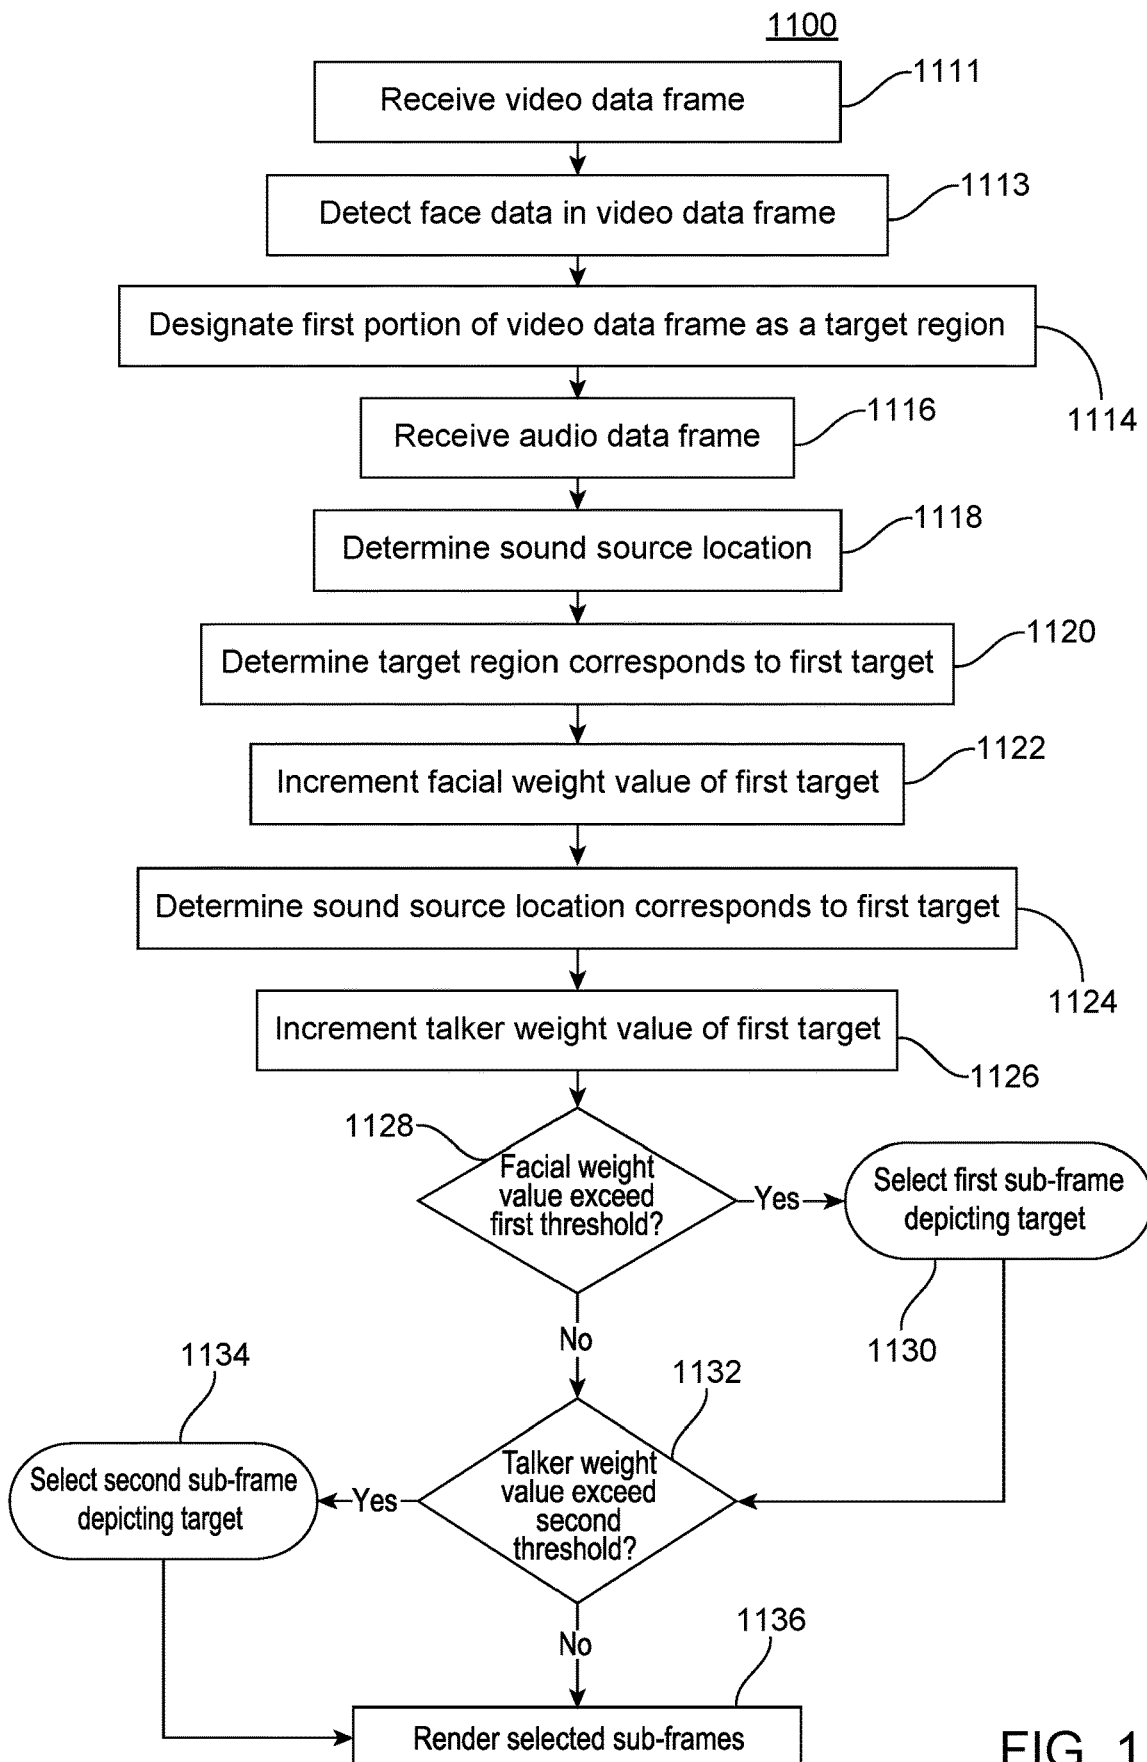 1100
Receive video data frame
1111
Detect face data in video data frame
1113
Designate first portion of video data frame as a target region
1114
Receive audio data frame
1116
Determine sound source location
1118
Determine target region corresponds to first target
1120
Increment facial weight value of first target
1122
Determine sound source location corresponds to first target
1124
Increment talker weight value of first target
1126
1128
Facial weight
value exceed
first threshold?
Yes
Select first sub-frame
depicting target
1130
No
1132
Talker weight
value exceed
second
threshold?
Yes
1134
Select second sub-frame
depicting target
No
1136
Render selected sub-frames
FIG. 1